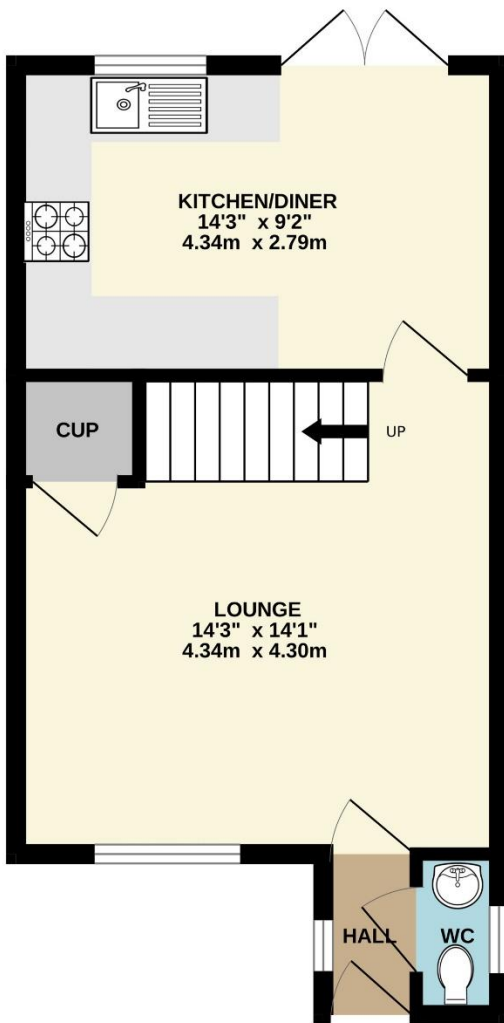 KITCHEN/DINER
14'3" x 9'2"
4.34m x 2.79m
CUP
UP
LOUNGE
14'3" x 14'1"
4.34m x 4.30m
HALL
WC